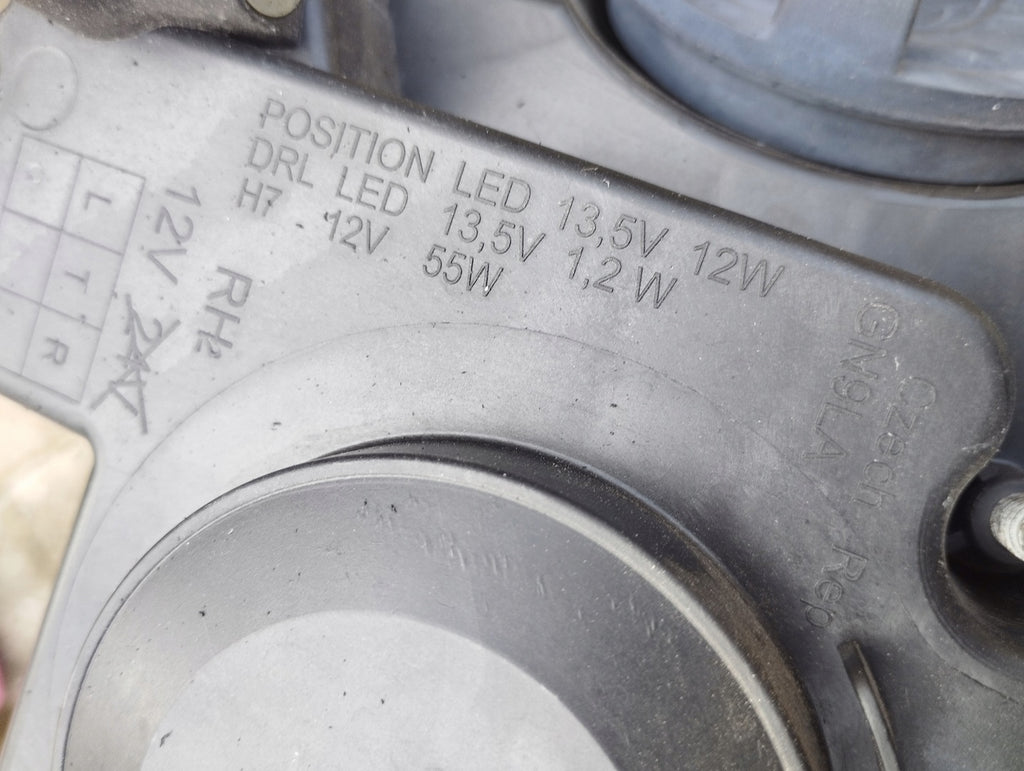 POSITION LED 13,5V 12W
DRL LED 13,5V 1,2 W
H7 12V 55W
12V 24V
RH2
L
T
R
GN9LA
CZech Rep